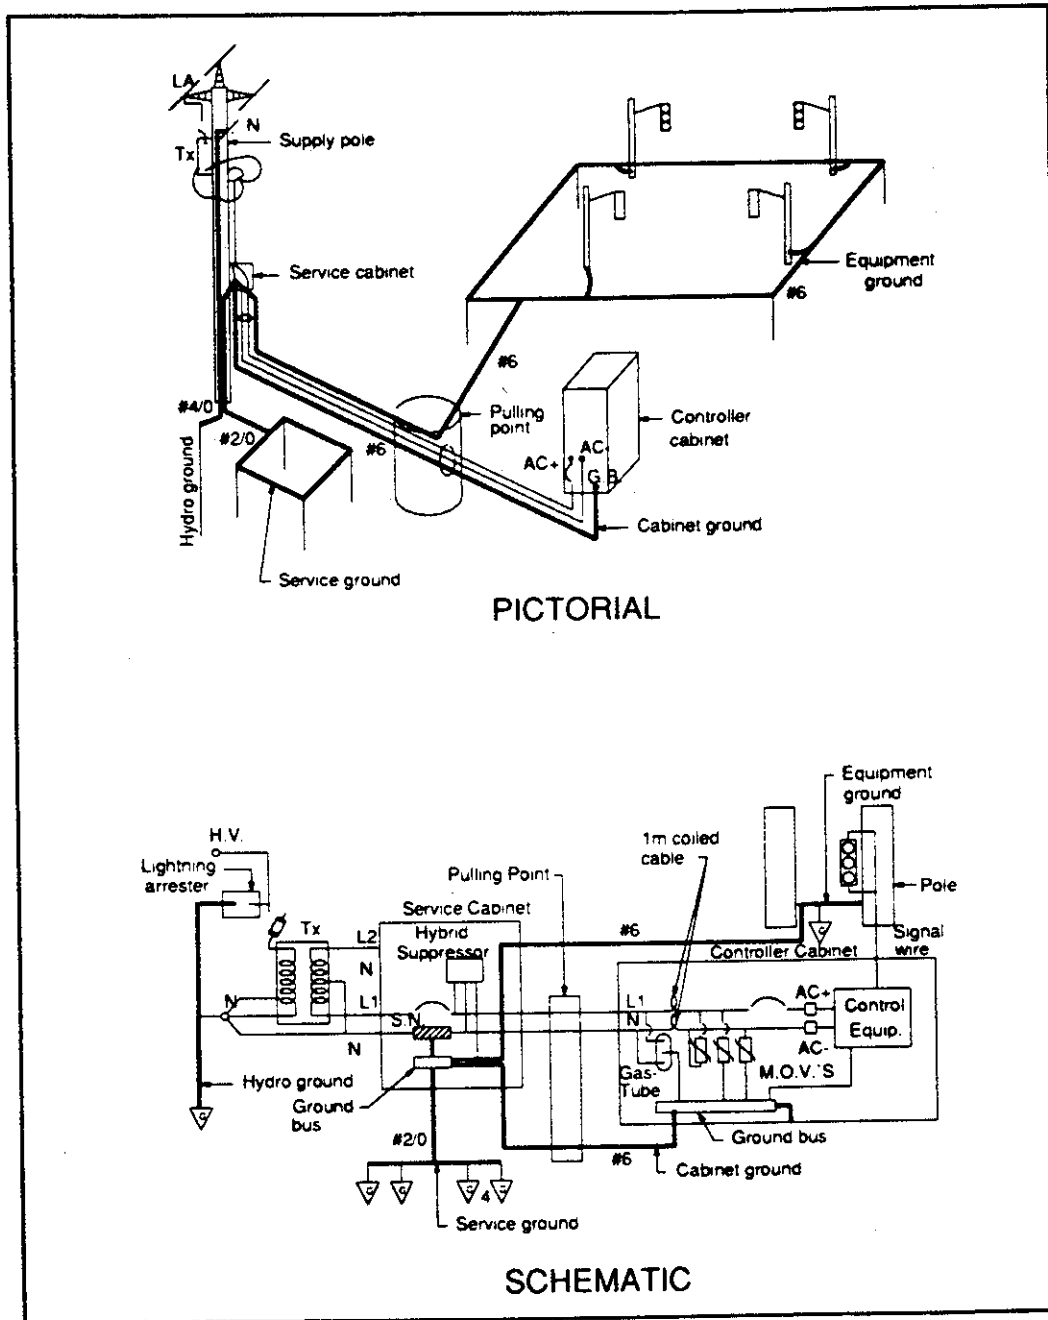 LA
N
Tx
Supply pole
Service cabinet
Equipment
ground
#6
#6
#4/0
Pulling
point
Controller
cabinet
#2/0
#6
AC+
AC-
G.B.
Hydro ground
Cabinet ground
Service ground
PICTORIAL
Equipment
ground
H.V.
1m coiled
cable
Lightning
arrester
Pulling Point
Pole
Service Cabinet
Tx
Hybrid
Suppressor
L2
#6
Signal
wire
Controller Cabinet
N
N
L1
S.N
L1
N
AC+
Control
Equip.
AC-
N
Gas-
Tube
M.O.V.'S
Hydro ground
Ground
bus
Ground bus
#2/0
#6
Cabinet ground
G
G
G
G
4
G
G
Service ground
SCHEMATIC